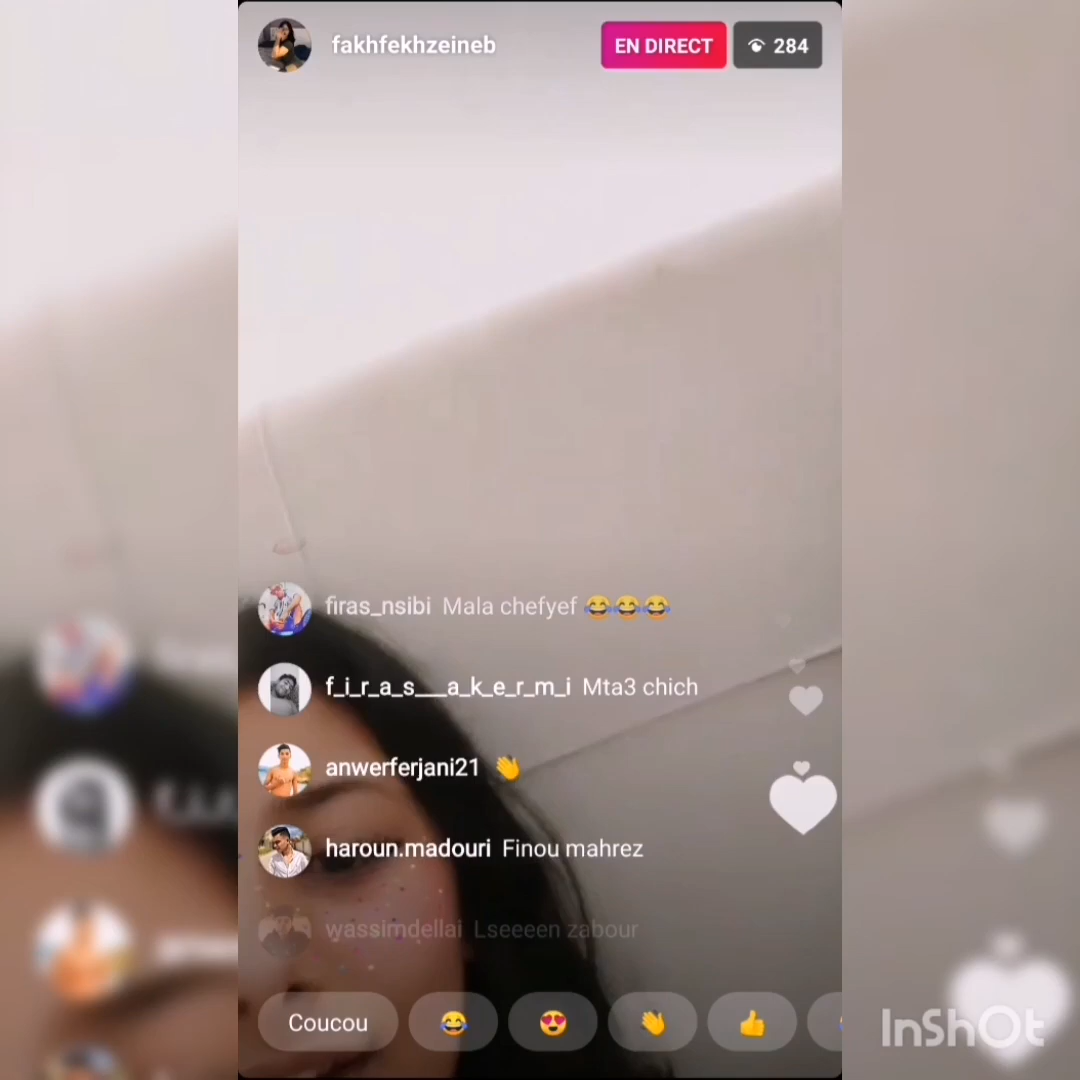 fakhfekhzeineb
EN DIRECT
284
firas_nsibi Mala chefyef 😂😂😂
f_i_r_a_s___a_k_e_r_m_i Mta3 chich
anwerferjani21 👋
haroun.madouri Finou mahrez
wassimdellai Lseeeen zabour
Coucou 😂 😍 👋 👍
InShOt